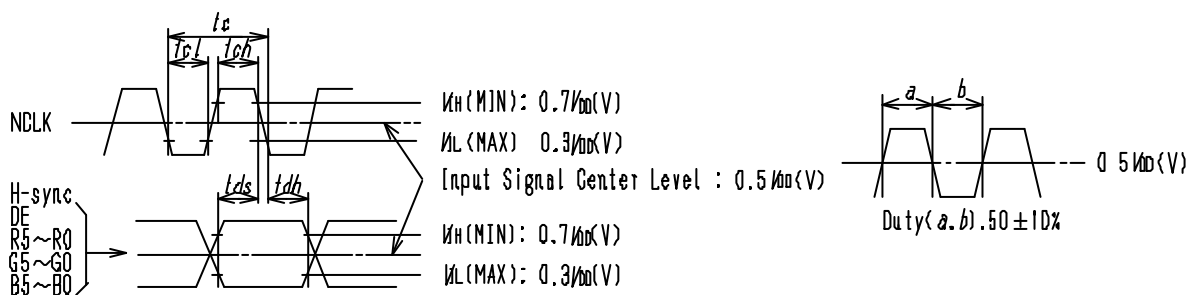 tc
tcl tch
NCLK
VIH(MIN): 0.7VDD(V)
VIL(MAX) 0.3VDD(V)
Input Signal Center Level : 0.5VDD(V)
tds tdh
H-sync
DE
R5~R0
G5~G0
B5~B0
VIH(MIN): 0.7VDD(V)
VIL(MAX): 0.3VDD(V)
a b
0 5VDD(V)
Duty(a.b).50±10%